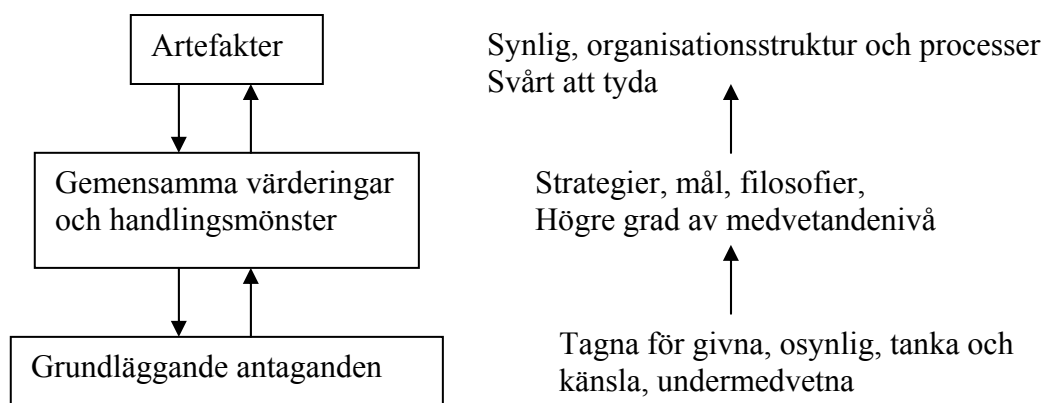 Artefakter
Synlig, organisationsstruktur och processer
Svårt att tyda
Gemensamma värderingar
och handlingsmönster
Strategier, mål, filosofier,
Högre grad av medvetandenivå
Grundläggande antaganden
Tagna för givna, osynlig, tanka och
känsla, undermedvetna